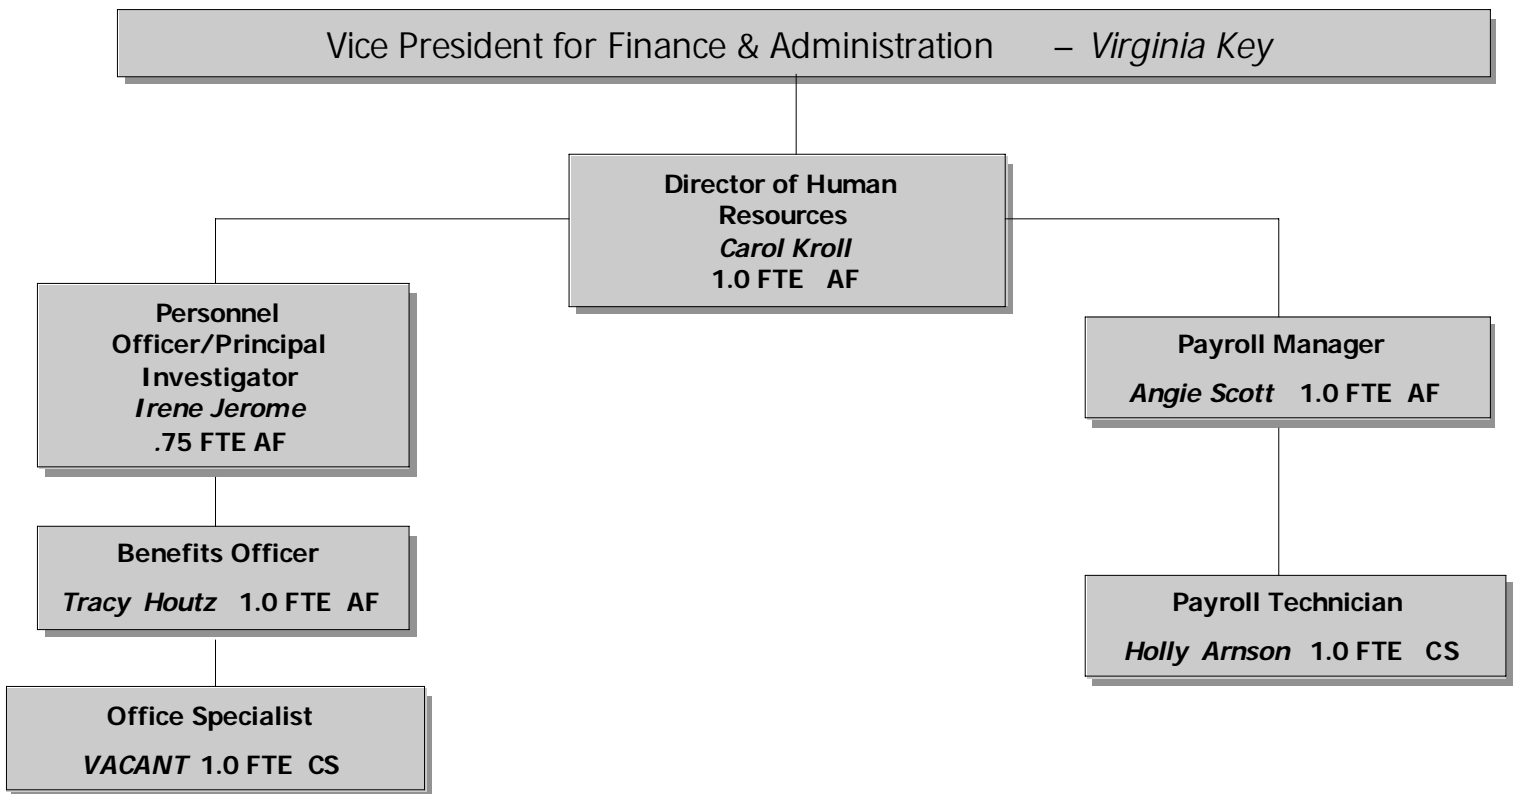 Vice President for Finance & Administration – Virginia Key
Director of Human
Resources
Carol Kroll
1.0 FTE AF
Personnel
Officer/Principal
Investigator
Irene Jerome
.75 FTE AF
Payroll Manager
Angie Scott 1.0 FTE AF
Benefits Officer
Tracy Houtz 1.0 FTE AF
Payroll Technician
Holly Arnson 1.0 FTE CS
Office Specialist
VACANT 1.0 FTE CS